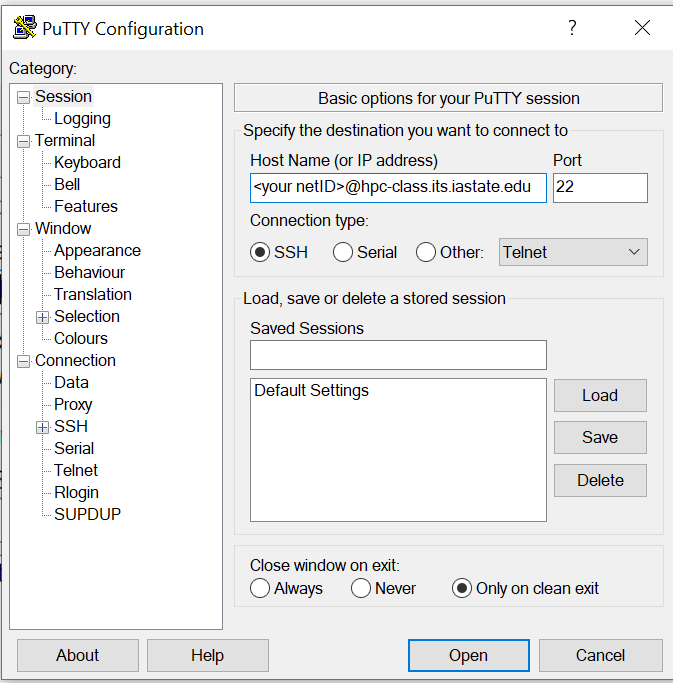 PuTTY Configuration
?
Category:
Session
Logging
Terminal
Keyboard
Bell
Features
Window
Appearance
Behaviour
Translation
Selection
Colours
Connection
Data
Proxy
SSH
Serial
Telnet
Rlogin
SUPDUP
Basic options for your PuTTY session
Specify the destination you want to connect to
Host Name (or IP address) Port
<your netID>@hpc-class.its.iastate.edu 22
Connection type:
SSH Serial Other: Telnet
Load, save or delete a stored session
Saved Sessions
Default Settings
Load
Save
Delete
Close window on exit:
Always Never Only on clean exit
About Help Open Cancel